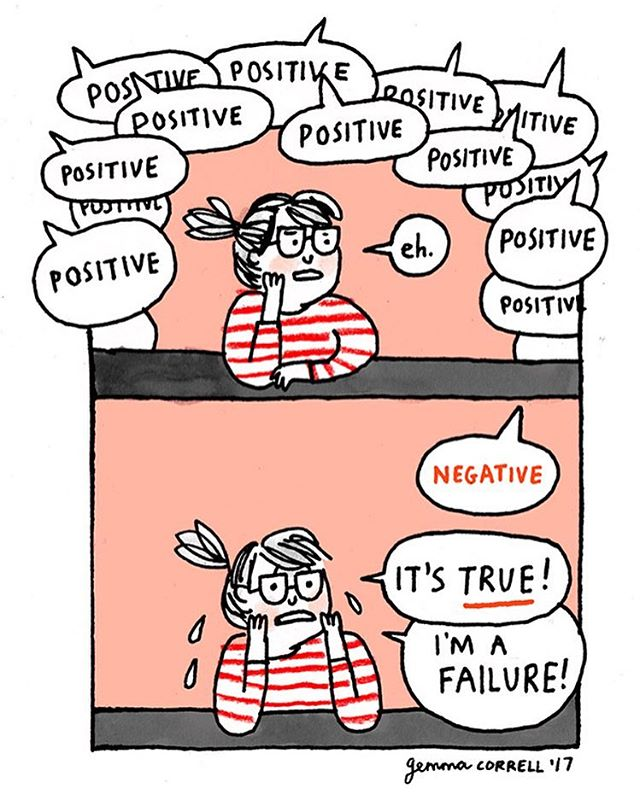 POSITIVE
POSITIVE
POSITIVE
POSITIVE
POSITIVE
POSITIVE
POSITIVE
POSITIVE
POSITIVE
POSITIVE
eh.
NEGATIVE
IT'S TRUE!
I'M A
FAILURE!
gemma CORRELL '17